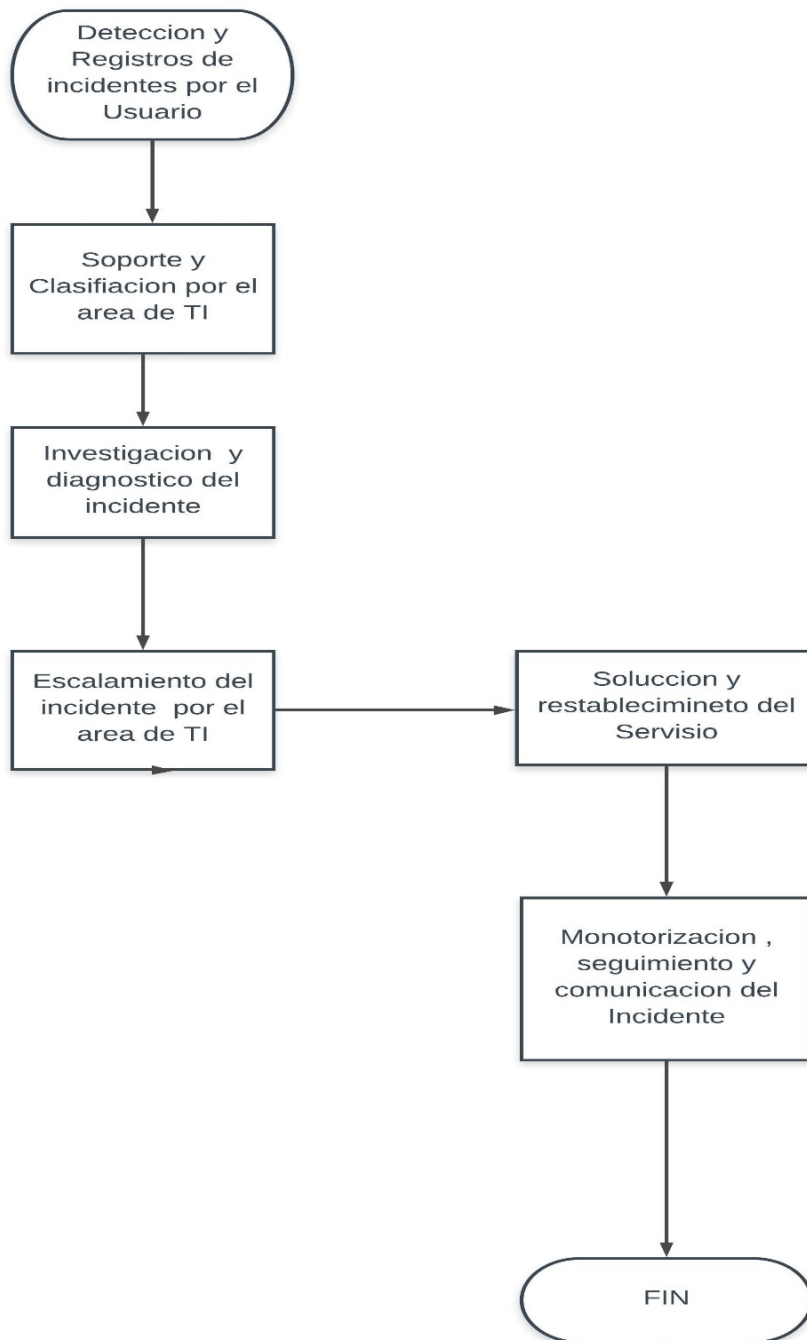 Deteccion y
Registros de
incidentes por el
Usuario
Soporte y
Clasifiacion por el
area de TI
Investigacion y
diagnostico del
incidente
Escalamiento del
incidente por el
area de TI
Soluccion y
restablecimineto del
Servisio
Monotorizacion ,
seguimiento y
comunicacion del
Incidente
FIN